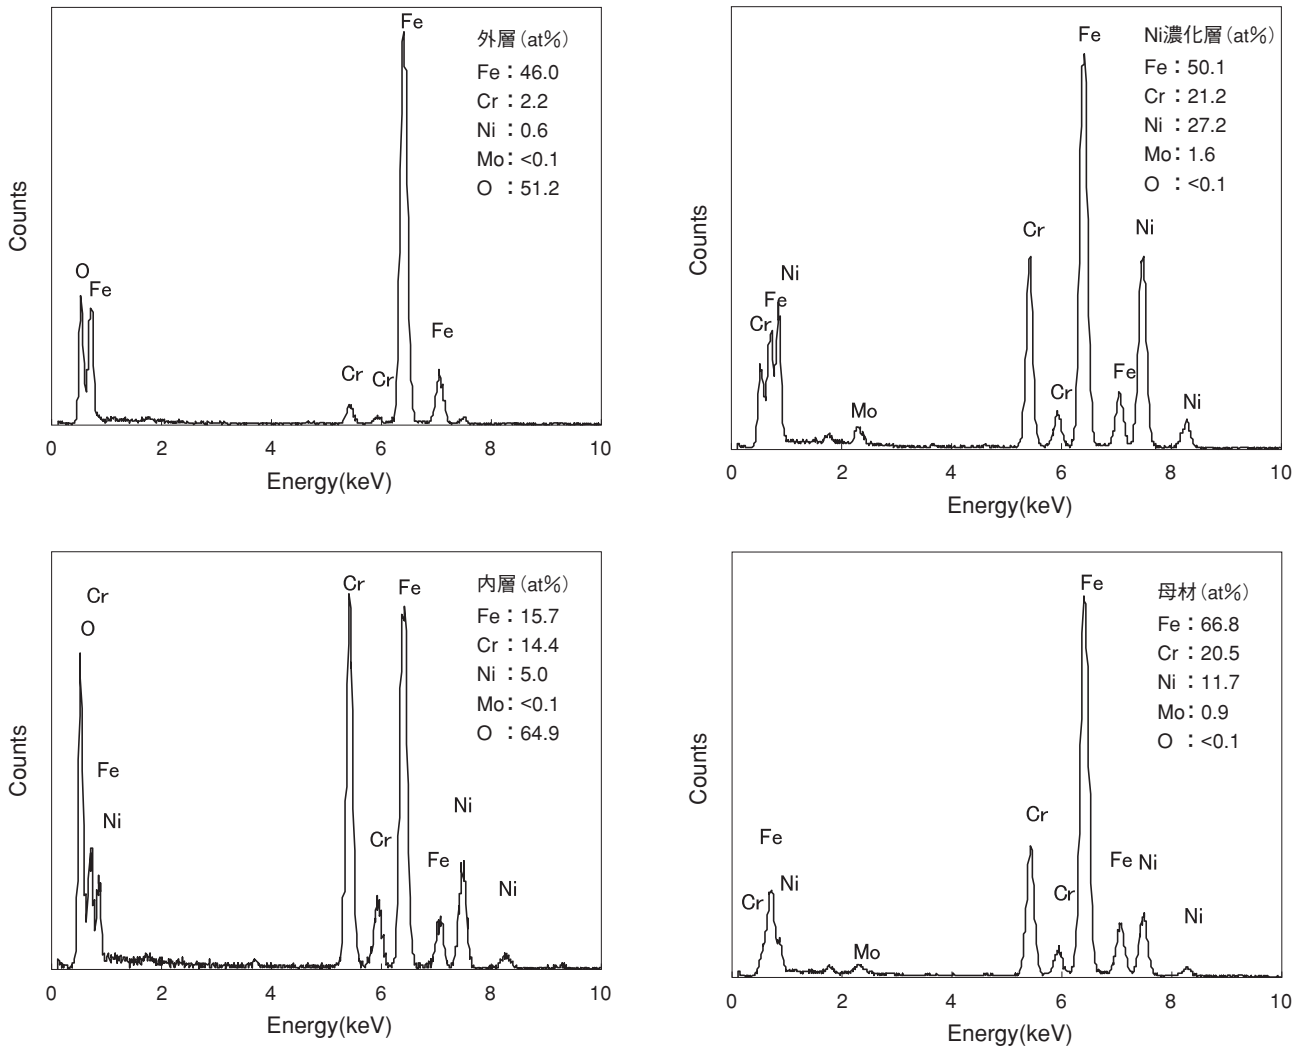 Fe
外層(at%)
Fe：46.0
Cr：2.2
Ni：0.6
Mo：<0.1
O：51.2
O
Fe
Fe
Cr
Cr
Counts
0 2 4 6 8 10
Energy(keV)
Fe
Ni濃化層(at%)
Fe：50.1
Cr：21.2
Ni：27.2
Mo：1.6
O：<0.1
Cr
Ni
Ni
Fe
Cr
Fe
Cr
Mo
Ni
Counts
0 2 4 6 8 10
Energy(keV)
Cr
Fe
内層(at%)
Fe：15.7
Cr：14.4
Ni：5.0
Mo：<0.1
O：64.9
Cr
O
Fe
Ni
Ni
Cr
Fe
Ni
Counts
0 2 4 6 8 10
Energy(keV)
Fe
母材(at%)
Fe：66.8
Cr：20.5
Ni：11.7
Mo：0.9
O：<0.1
Cr
Fe
Fe Ni
Ni
Cr
Cr
Ni
Mo
Counts
0 2 4 6 8 10
Energy(keV)